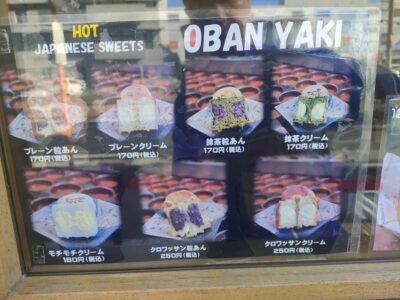 HOT
JAPANESE SWEETS
OBAN YAKI
プレーン粒あん
170円(税込)
プレーンクリーム
170円(税込)
抹茶粒あん
170円(税込)
抹茶クリーム
170円(税込)
モチモチクリーム
180円(税込)
クロワッサン粒あん
250円(税込)
クロワッサンクリーム
250円(税込)